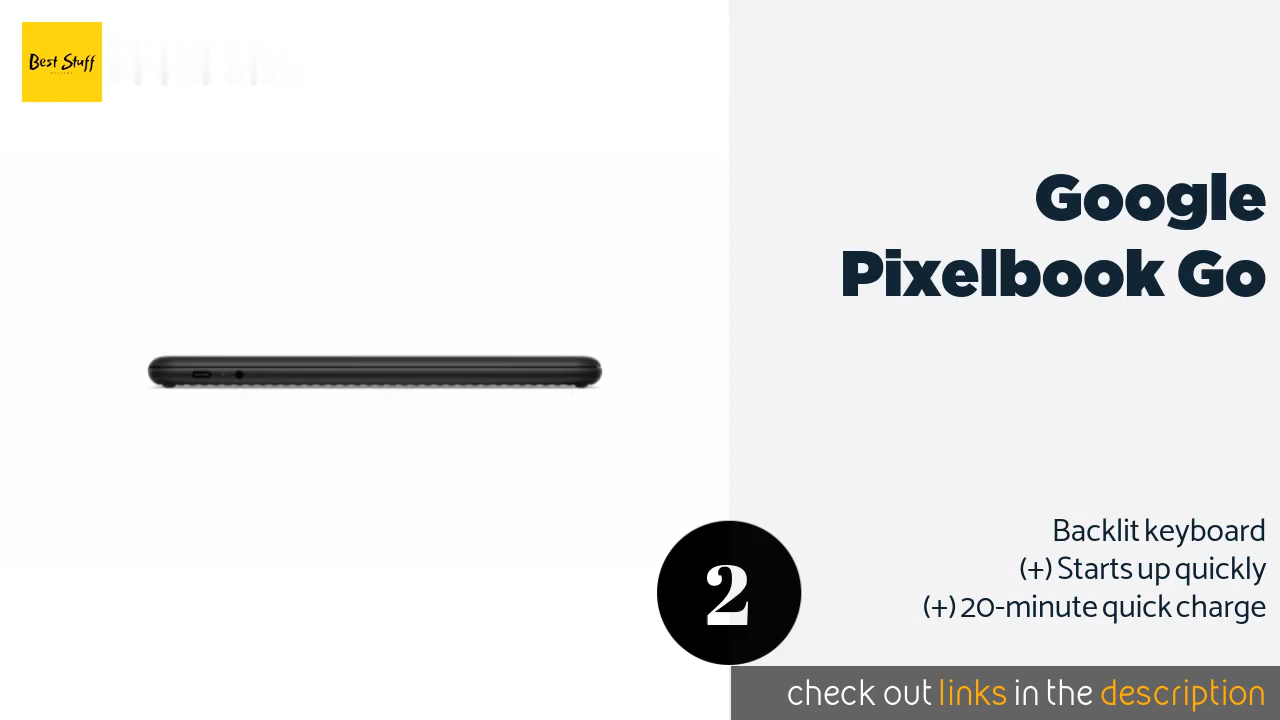 Best Stuff
Google
Pixelbook Go
Backlit keyboard
(+) Starts up quickly
(+) 20-minute quick charge
2
check out links in the description